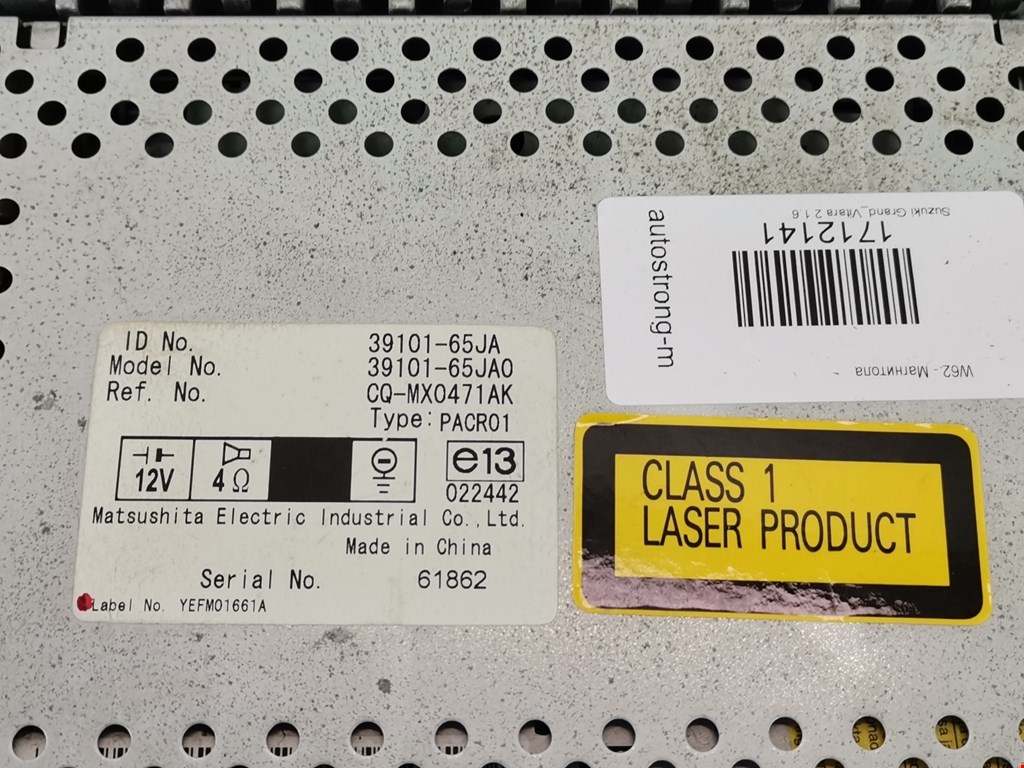 ID No. 39101-65JA
Model No. 39101-65JA0
Ref. No. CQ-MX0471AK
Type: PACR01
12V 4 Ω e13
022442
Matsushita Electric Industrial Co., Ltd.
Made in China
Serial No. 61862
Label No. YEFM01661A
autostrong-m
W62 - Магнитола
1712141
Suzuki Grand_Vitara 2 1.6
CLASS 1
LASER PRODUCT